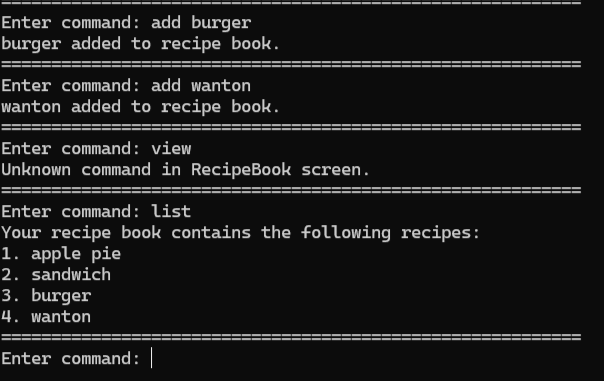 ==========================================================
Enter command: add burger
burger added to recipe book.
==========================================================
Enter command: add wanton
wanton added to recipe book.
==========================================================
Enter command: view
Unknown command in RecipeBook screen.
==========================================================
Enter command: list
Your recipe book contains the following recipes:
1. apple pie
2. sandwich
3. burger
4. wanton
==========================================================
Enter command: